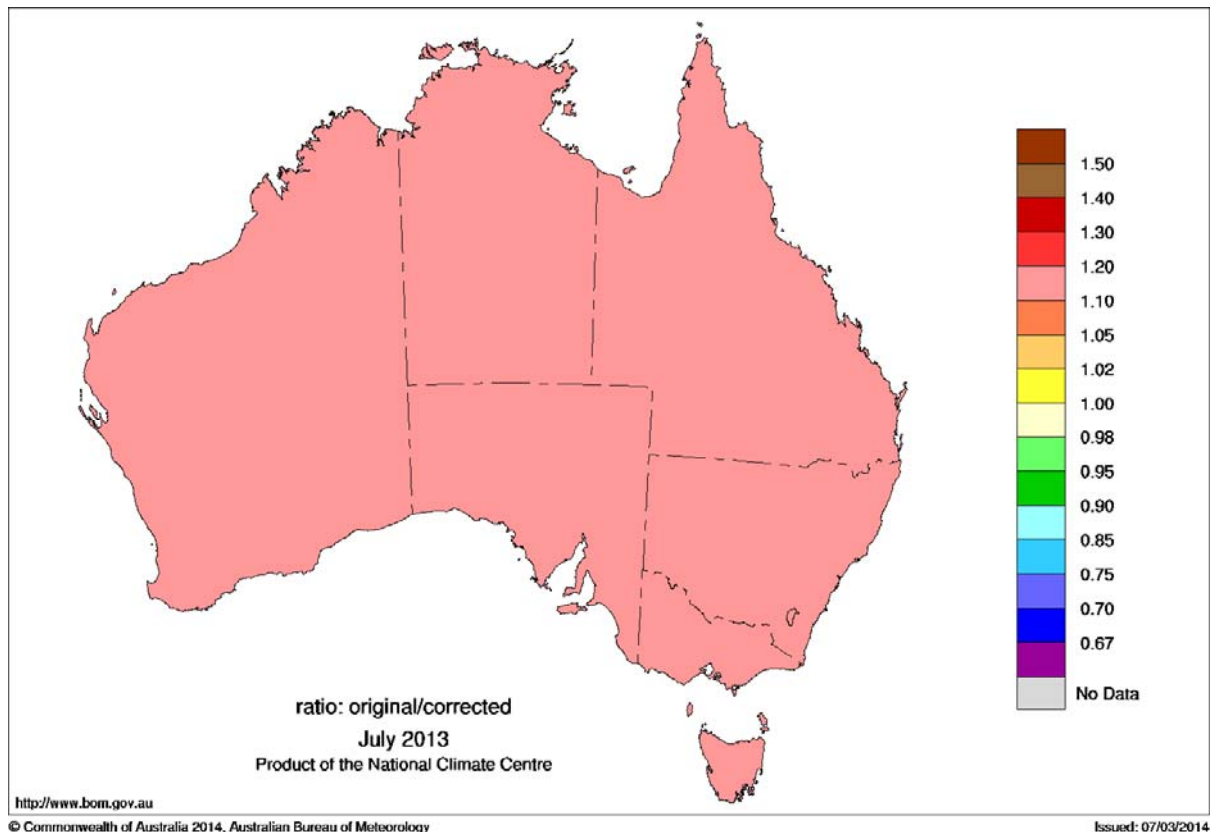 1.50
1.40
1.30
1.20
1.10
1.05
1.02
1.00
0.98
0.95
0.90
0.85
0.75
0.70
0.67
No Data
ratio: original/corrected
July 2013
Product of the National Climate Centre
http://www.bom.gov.au
© Commonwealth of Australia 2014, Australian Bureau of Meteorology
Issued: 07/03/2014